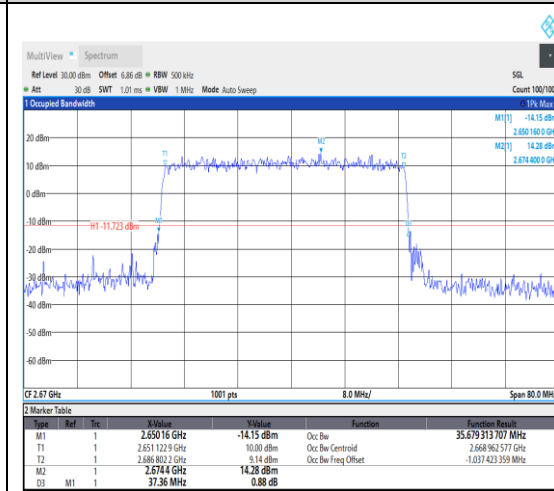 MultiView Spectrum
Ref Level 30.00 dBm Offset 6.86 dB RBW 500 kHz SGL
Att 30 dB SWT 1.01 ms VBW 1 MHz Mode Auto Sweep Count 100/100
1 Occupied Bandwidth 1Pk Max
M1[1] -14.15 dBm
2.650 160 0 GHz
M2[1] 14.28 dBm
2.674 400 0 GHz
T1 M2 T2
20 dBm
10 dBm
0 dBm
-10 dBm
H1 -11.723 dBm
M1
-20 dBm
-30 dBm
-40 dBm
-50 dBm
-60 dBm
CF 2.67 GHz 1001 pts 8.0 MHz/ Span 80.0 MHz
2 Marker Table
Type Ref Trc X-Value Y-Value Function Function Result
M1 1 2.65016 GHz -14.15 dBm Occ Bw 35.679 313 707 MHz
T1 1 2.651 122 9 GHz 10.00 dBm Occ Bw Centroid 2.668 962 577 GHz
T2 1 2.686 802 2 GHz 9.14 dBm Occ Bw Freq Offset -1.037 423 359 MHz
M2 1 2.6744 GHz 14.28 dBm
D3 M1 1 37.36 MHz 0.88 dB